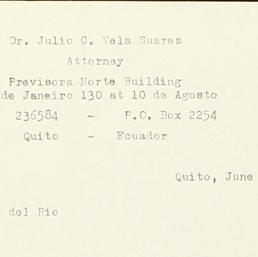 Dr. Julio C. Vela Suarez
Attorney
Previsora Norte Building
de Janeiro 130 at 10 de Agosto
236584 - P.O. Box 2254
Quito - Ecuador
Quito, June
del Rio